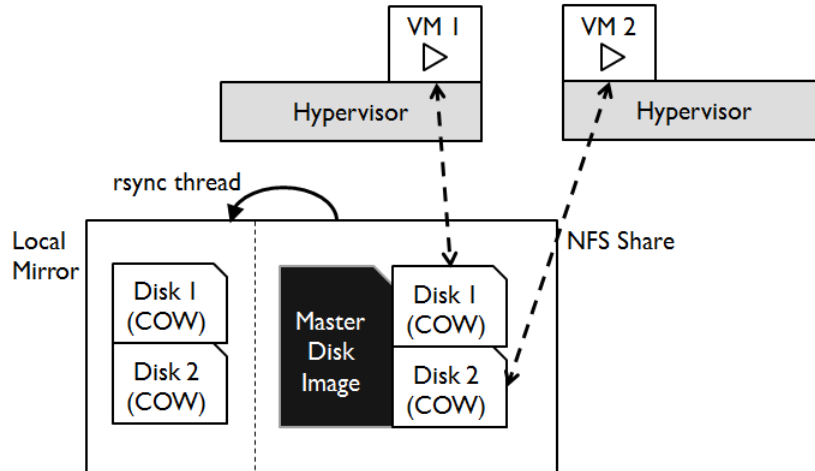 VM 1
VM 2
Hypervisor
Hypervisor
rsync thread
Local
Mirror
NFS Share
Disk 1
(COW)
Disk 2
(COW)
Master
Disk
Image
Disk 1
(COW)
Disk 2
(COW)